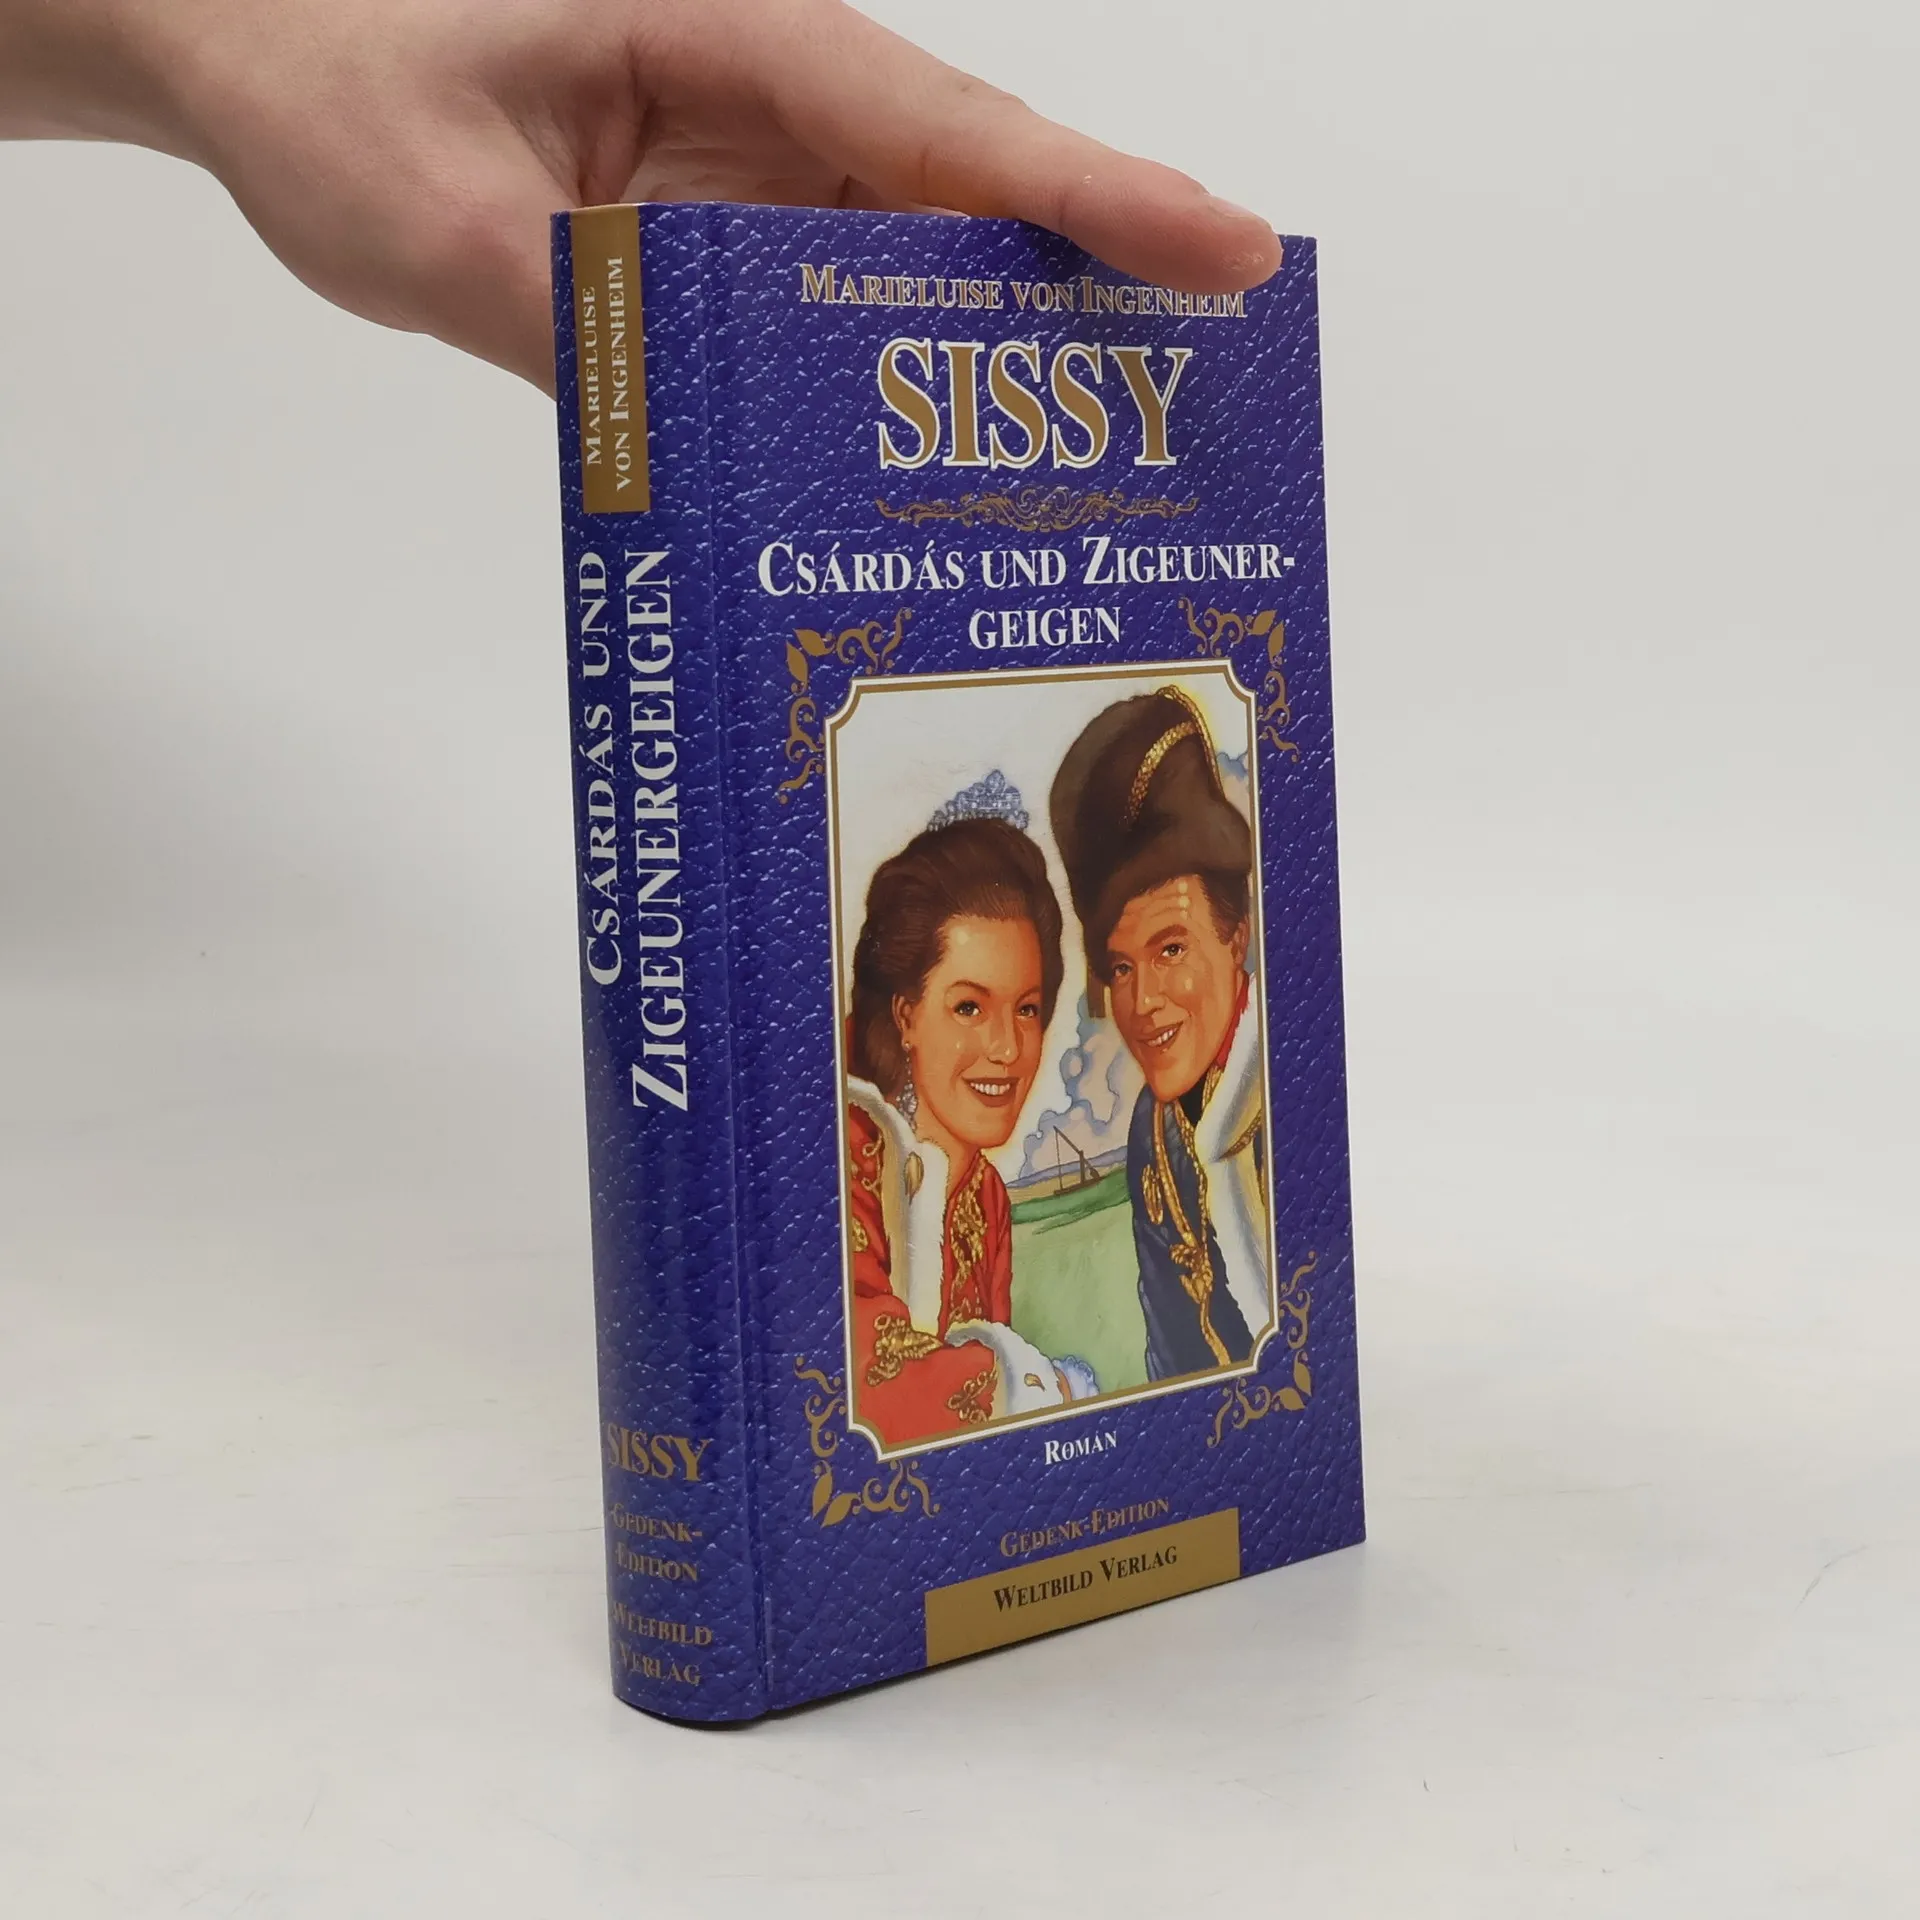 MARIELUISE
VON INGENHEIM
CSÁRDÁS UND
ZIGEUNERGEIGEN
SISSY
GEDENK-
EDITION
WELTBILD
VERLAG
MARIELUISE VON INGENHEIM
SISSY
CSÁRDÁS UND ZIGEUNER-
GEIGEN
ROMAN
GEDENK-EDITION
WELTBILD VERLAG